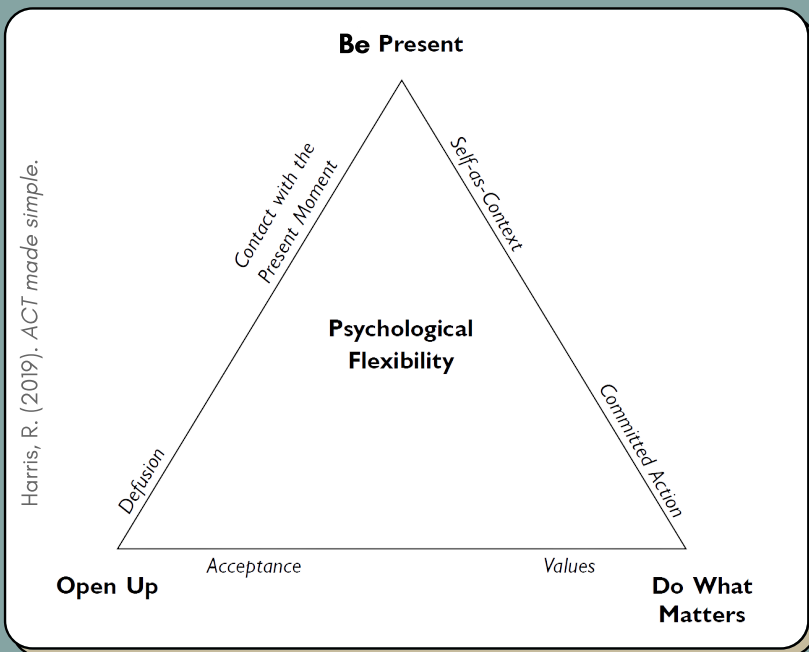 Be Present
Contact with the
Present Moment
Self-as-Context
Harris, R. (2019). ACT made simple.
Psychological
Flexibility
Defusion
Committed Action
Acceptance
Values
Open Up
Do What
Matters